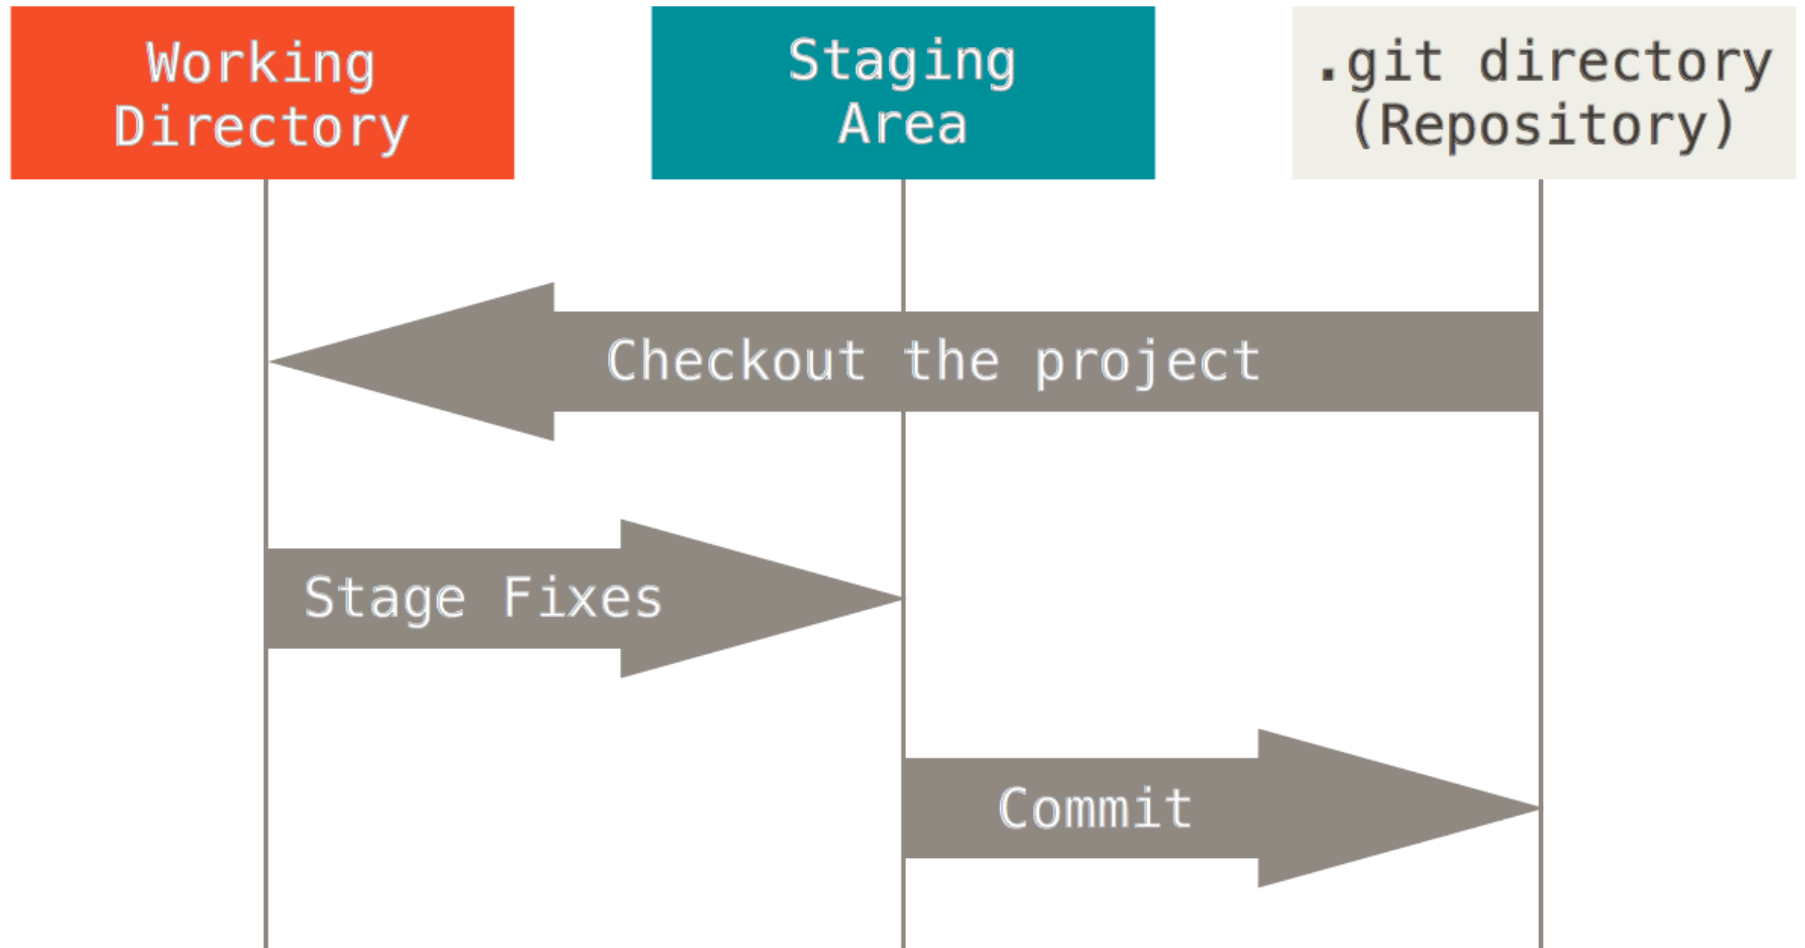 Working
Directory
Staging
Area
.git directory
(Repository)
Checkout the project
Stage Fixes
Commit